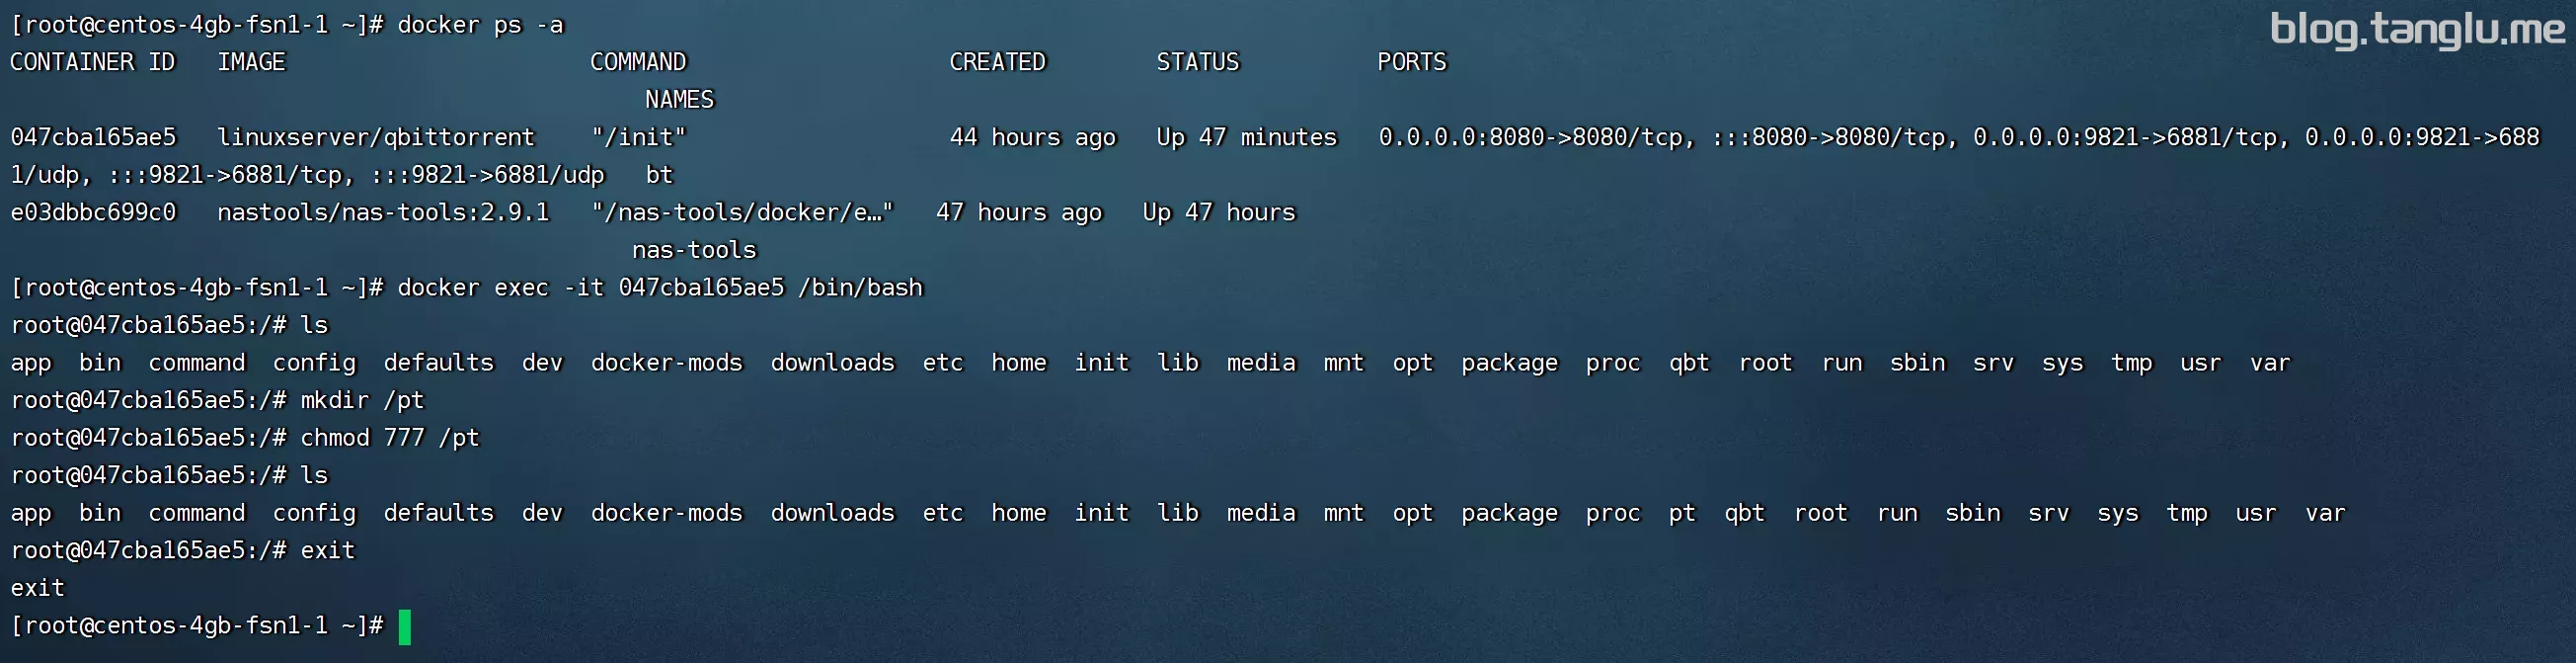 [root@centos-4gb-fsn1-1 ~]# docker ps -a
blog.tanglu.me
CONTAINER ID   IMAGE                      COMMAND                   CREATED        STATUS          PORTS
                                              NAMES
047cba165ae5   linuxserver/qbittorrent    "/init"                   44 hours ago   Up 47 minutes   0.0.0.0:8080->8080/tcp, :::8080->8080/tcp, 0.0.0.0:9821->6881/tcp, 0.0.0.0:9821->688
1/udp, :::9821->6881/tcp, :::9821->6881/udp   bt
e03dbbc699c0   nastools/nas-tools:2.9.1   "/nas-tools/docker/e…"   47 hours ago   Up 47 hours
                                             nas-tools
[root@centos-4gb-fsn1-1 ~]# docker exec -it 047cba165ae5 /bin/bash
root@047cba165ae5:/# ls
app  bin  command  config  defaults  dev  docker-mods  downloads  etc  home  init  lib  media  mnt  opt  package  proc  qbt  root  run  sbin  srv  sys  tmp  usr  var
root@047cba165ae5:/# mkdir /pt
root@047cba165ae5:/# chmod 777 /pt
root@047cba165ae5:/# ls
app  bin  command  config  defaults  dev  docker-mods  downloads  etc  home  init  lib  media  mnt  opt  package  proc  pt  qbt  root  run  sbin  srv  sys  tmp  usr  var
root@047cba165ae5:/# exit
exit
[root@centos-4gb-fsn1-1 ~]#